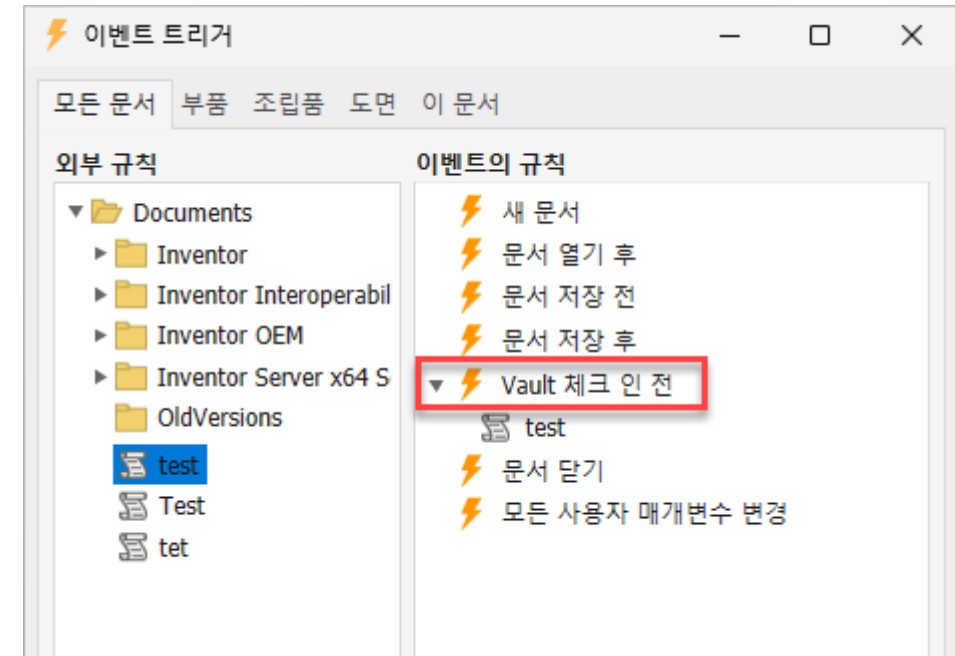 이벤트 트리거
모든 문서 부품 조립품 도면 이 문서
외부 규칙
Documents
Inventor
Inventor Interoperabil
Inventor OEM
Inventor Server x64 S
OldVersions
test
Test
tet
이벤트의 규칙
새 문서
문서 열기 후
문서 저장 전
문서 저장 후
Vault 체크 인 전
test
문서 닫기
모든 사용자 매개변수 변경